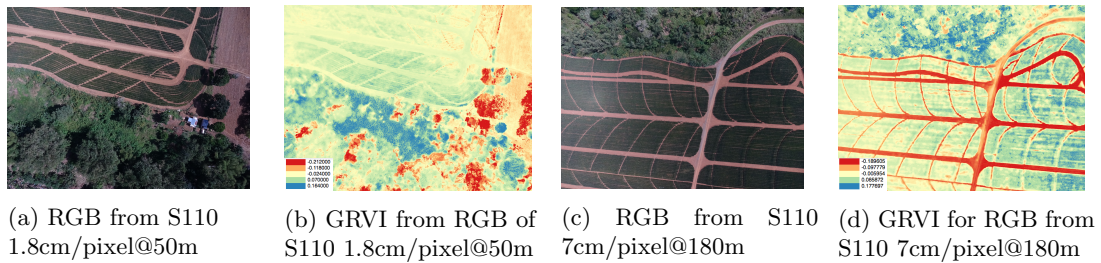 -0.212000
-0.118000
-0.024000
0.070000
0.164000
-0.189605
-0.097779
-0.005954
0.085872
0.177697
(a) RGB from S110
1.8cm/pixel@50m
(b) GRVI from RGB of
S110 1.8cm/pixel@50m
(c) RGB from S110
7cm/pixel@180m
(d) GRVI for RGB from
S110 7cm/pixel@180m